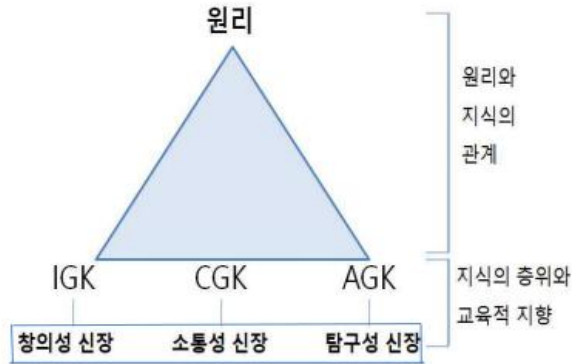 원리
원리와
지식의
관계
IGK CGK AGK
지식의 층위와
교육적 지향
창의성 신장 소통성 신장 탐구성 신장